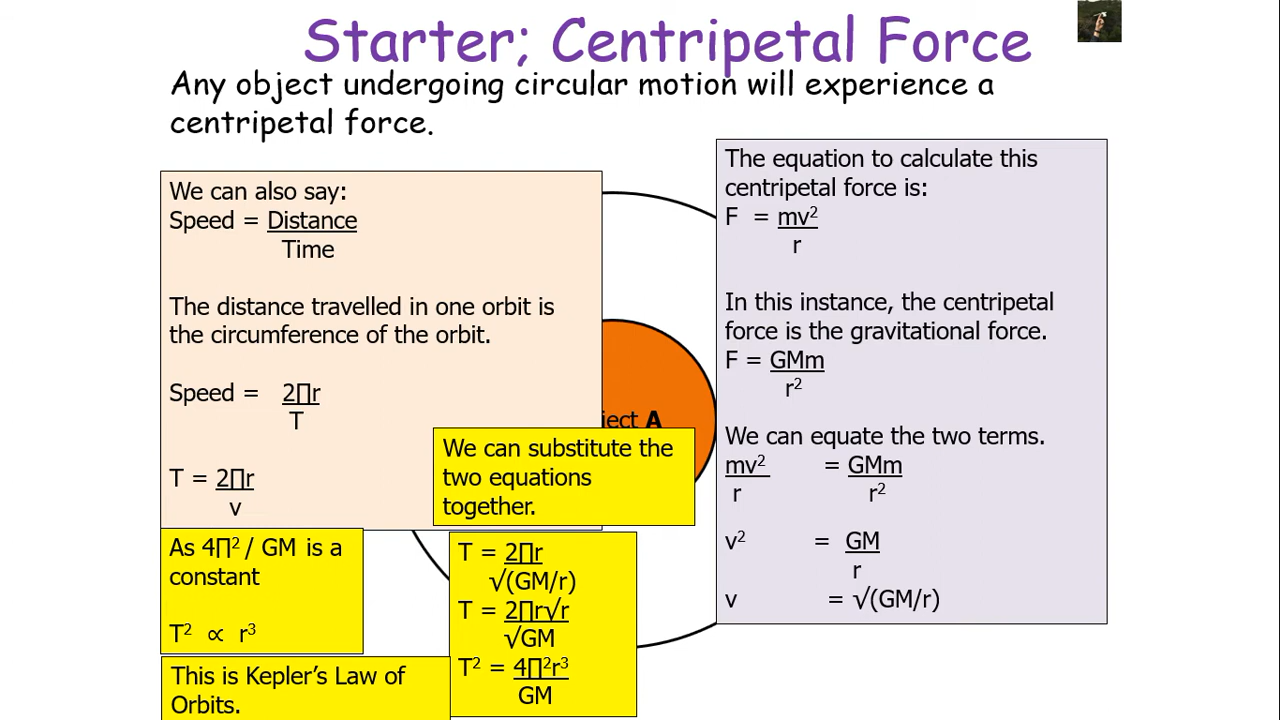 Starter; Centripetal Force
Any object undergoing circular motion will experience a
centripetal force.
We can also say:
Speed = Distance
Time
The distance travelled in one orbit is
the circumference of the orbit.
Speed = 2∏r
T
T = 2∏r
v
The equation to calculate this
centripetal force is:
F = mv²
r
In this instance, the centripetal
force is the gravitational force.
F = GMm
r²
We can equate the two terms.
mv² = GMm
r r²
v² = GM
r
v = √(GM/r)
A
We can substitute the
two equations
together.
T = 2∏r
√(GM/r)
T = 2∏r√r
√GM
T² = 4∏²r³
GM
As 4∏² / GM is a
constant
T² ∝ r³
This is Kepler’s Law of
Orbits.